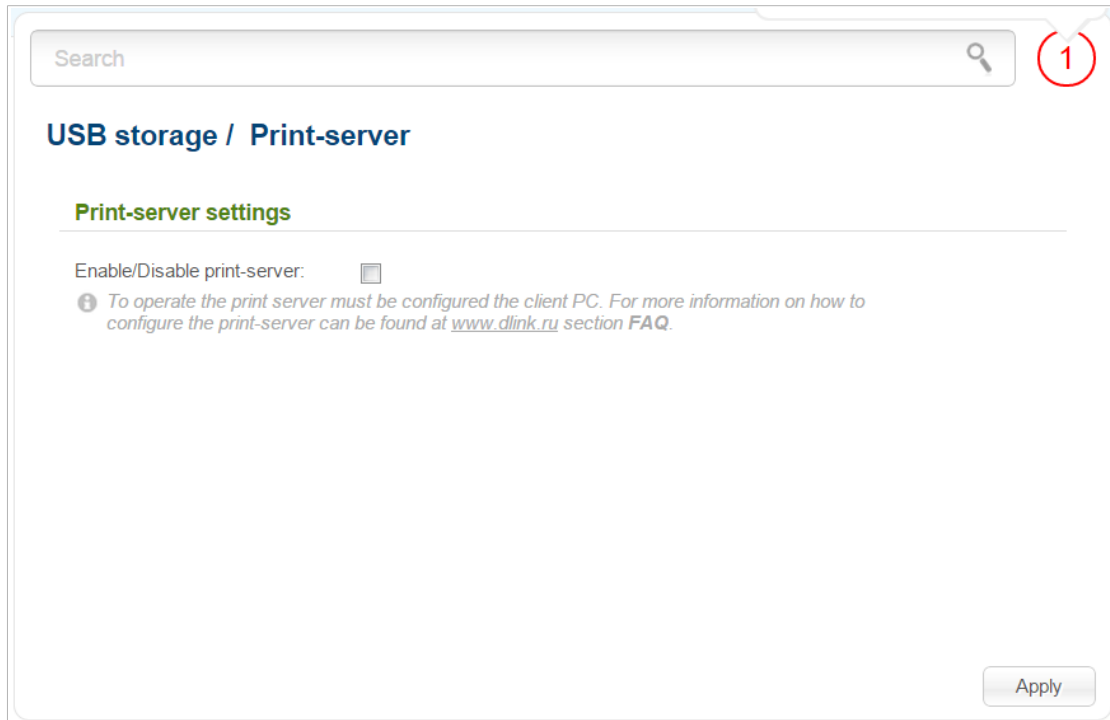 Search
1
USB storage / Print-server
Print-server settings
Enable/Disable print-server:
To operate the print server must be configured the client PC. For more information on how to
configure the print-server can be found at www.dlink.ru section FAQ.
Apply